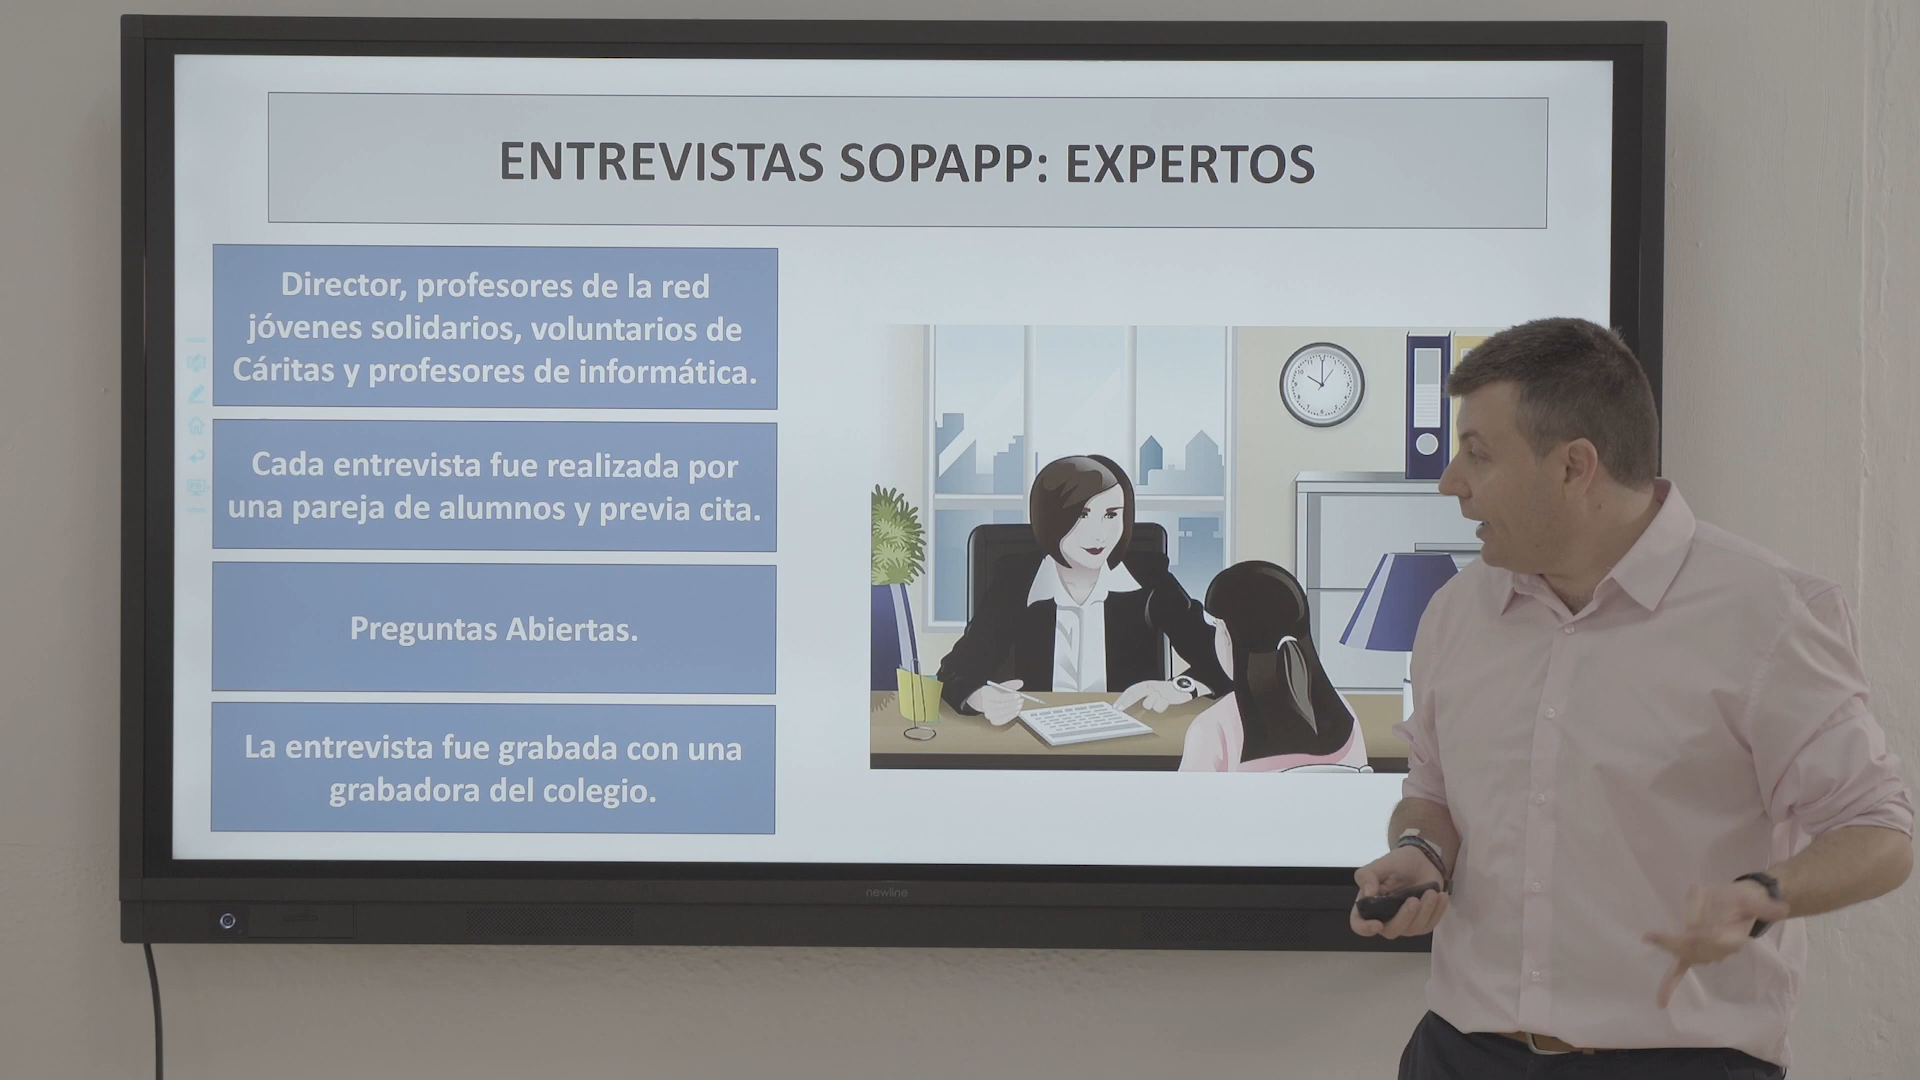 ENTREVISTAS SOPAPP: EXPERTOS
Director, profesores de la red
jóvenes solidarios, voluntarios de
Cáritas y profesores de informática.
Cada entrevista fue realizada por
una pareja de alumnos y previa cita.
Preguntas Abiertas.
La entrevista fue grabada con una
grabadora del colegio.
newline